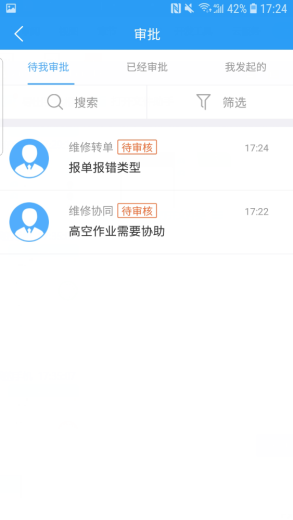 42% 17:24
审批
待我审批 已经审批 我发起的
搜索 筛选
维修转单 待审核 17:24
报单报错类型
维修协同 待审核 17:22
高空作业需要协助